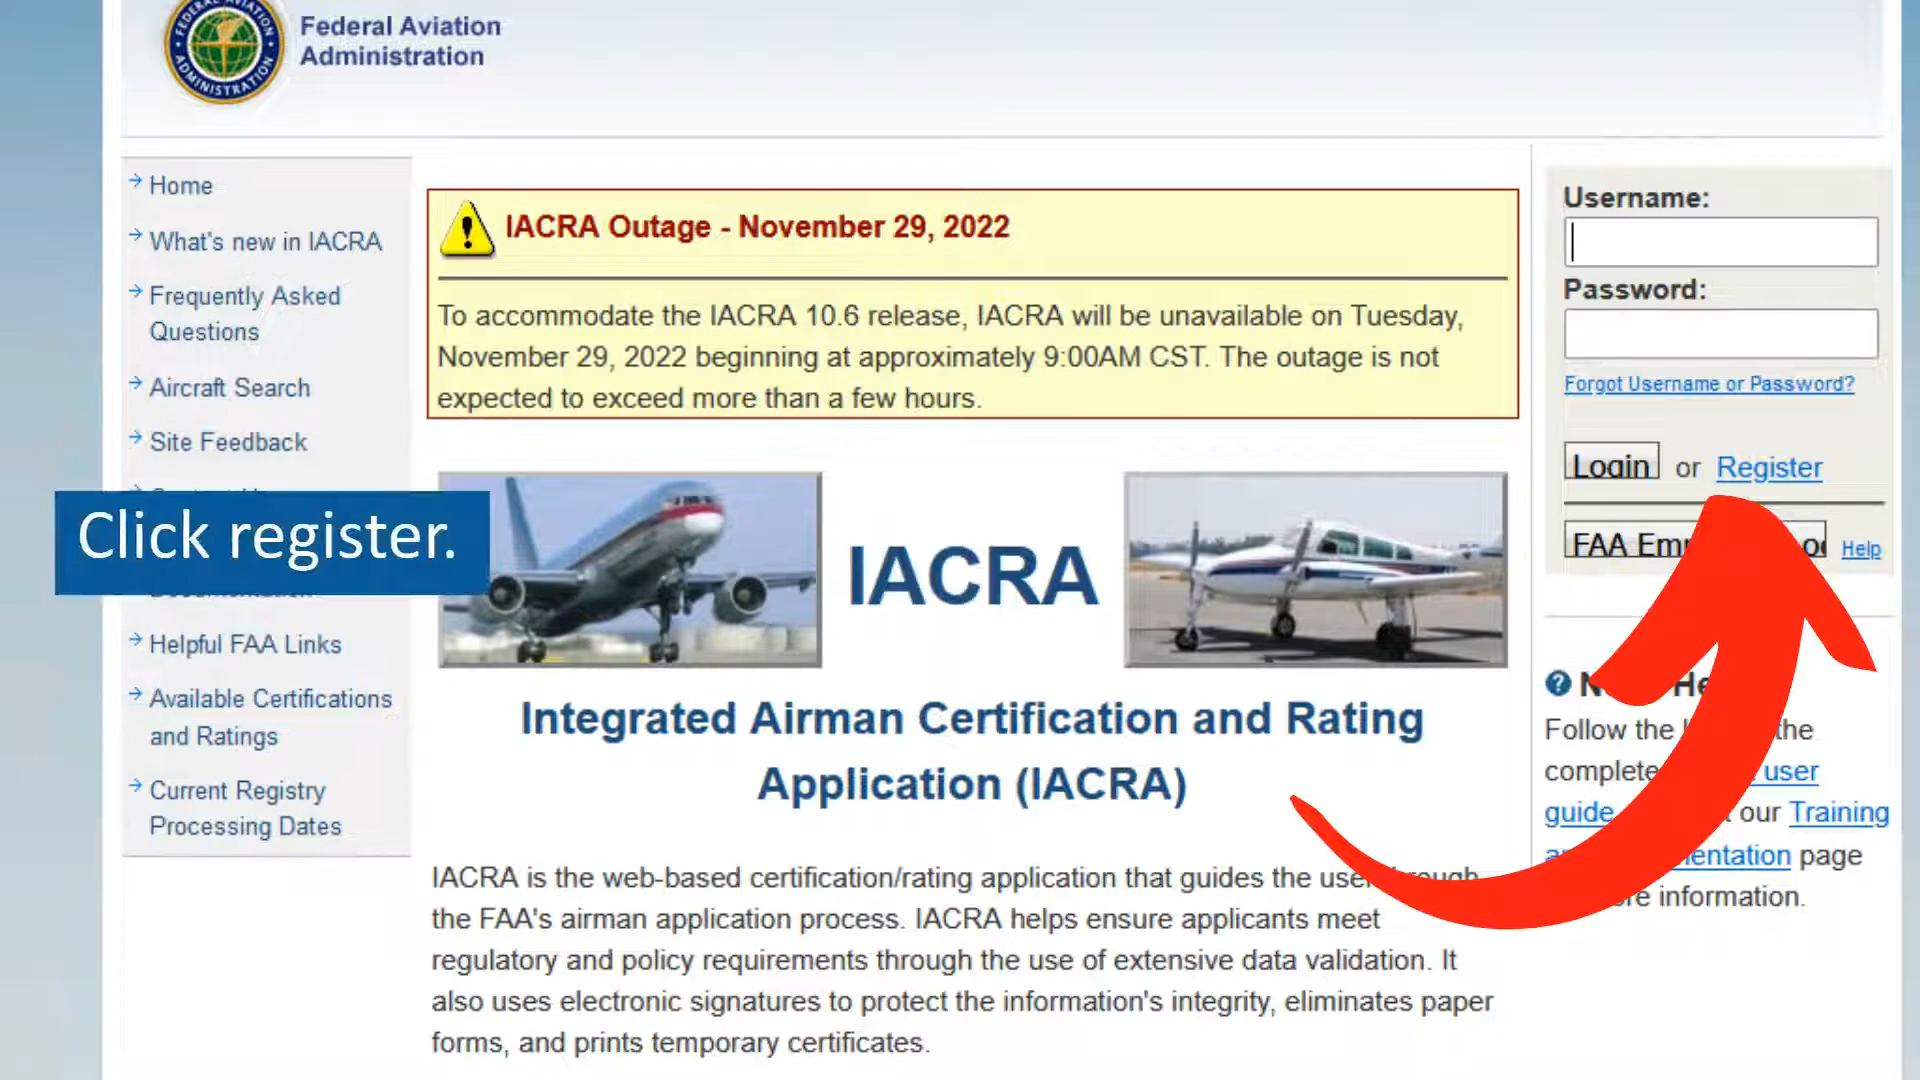 FEDERAL AVIATION ADMINISTRATION
Federal Aviation
Administration
Home
What's new in IACRA
Frequently Asked
Questions
Aircraft Search
Site Feedback
Click register.
Helpful FAA Links
Available Certifications
and Ratings
Current Registry
Processing Dates
IACRA Outage - November 29, 2022
To accommodate the IACRA 10.6 release, IACRA will be unavailable on Tuesday,
November 29, 2022 beginning at approximately 9:00AM CST. The outage is not
expected to exceed more than a few hours.
IACRA
Integrated Airman Certification and Rating
Application (IACRA)
IACRA is the web-based certification/rating application that guides the user through
the FAA's airman application process. IACRA helps ensure applicants meet
regulatory and policy requirements through the use of extensive data validation. It
also uses electronic signatures to protect the information's integrity, eliminates paper
forms, and prints temporary certificates.
Username:
Password:
Forgot Username or Password?
Login or Register
FAA Help
Follow the the
complete user
guide our Training
page
information.